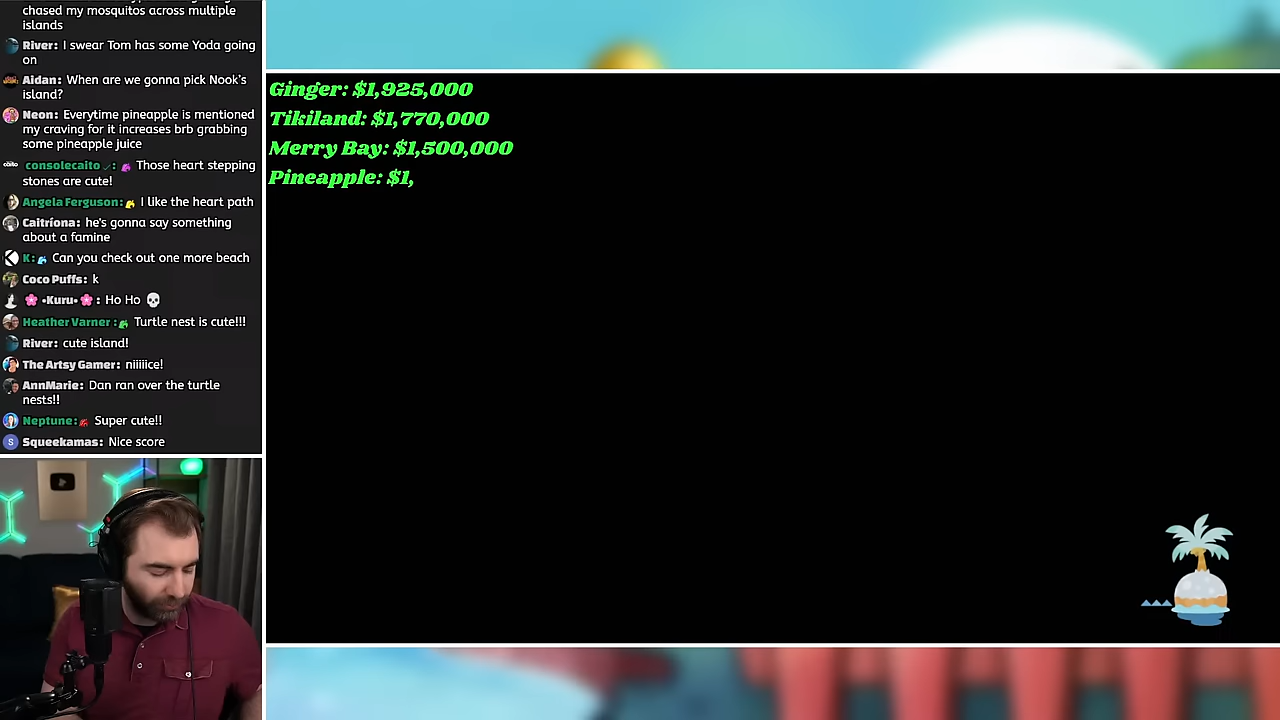 chased my mosquitos across multiple
islands
River: I swear Tom has some Yoda going
on
Aidan: When are we gonna pick Nook's
island?
Neon: Everytime pineapple is mentioned
my craving for it increases brb grabbing
some pineapple juice
consolecaito: Those heart stepping
stones are cute!
Angela Ferguson: I like the heart path
Caitríona: he's gonna say something
about a famine
K: Can you check out one more beach
Coco Puffs: k
🌸 •Kuru• 🌸: Ho Ho 💀
Heather Varner: Turtle nest is cute!!!
River: cute island!
The Artsy Gamer: niiiiice!
AnnMarie: Dan ran over the turtle
nests!!
Neptune: Super cute!!
S Squeekamas: Nice score
Ginger: $1,925,000
Tikiland: $1,770,000
Merry Bay: $1,500,000
Pineapple: $1,